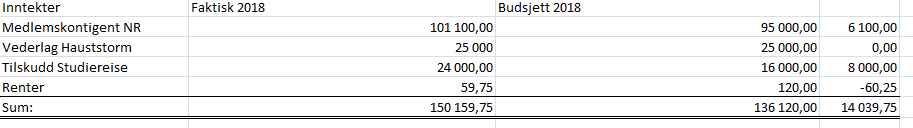 Inntekter Faktisk 2018 Budsjett 2018
Medlemskontigent NR 101 100,00 95 000,00 6 100,00
Vederlag Hauststorm 25 000 25 000,00 0,00
Tilskudd Studiereise 24 000,00 16 000,00 8 000,00
Renter 59,75 120,00 -60,25
Sum: 150 159,75 136 120,00 14 039,75